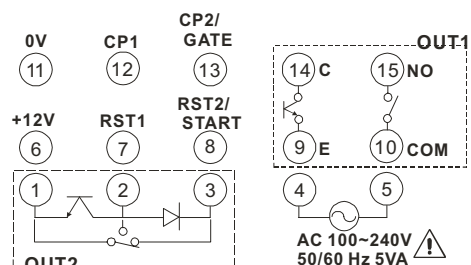 CP2/
0V CP1 GATE OUT1
11 12 13 14 C 15 NO
RST2/
+12V RST1 START
6 7 8 9 E 10 COM
1 2 3 4 5
OUT2
AC 100~240V
50/60 Hz 5VA